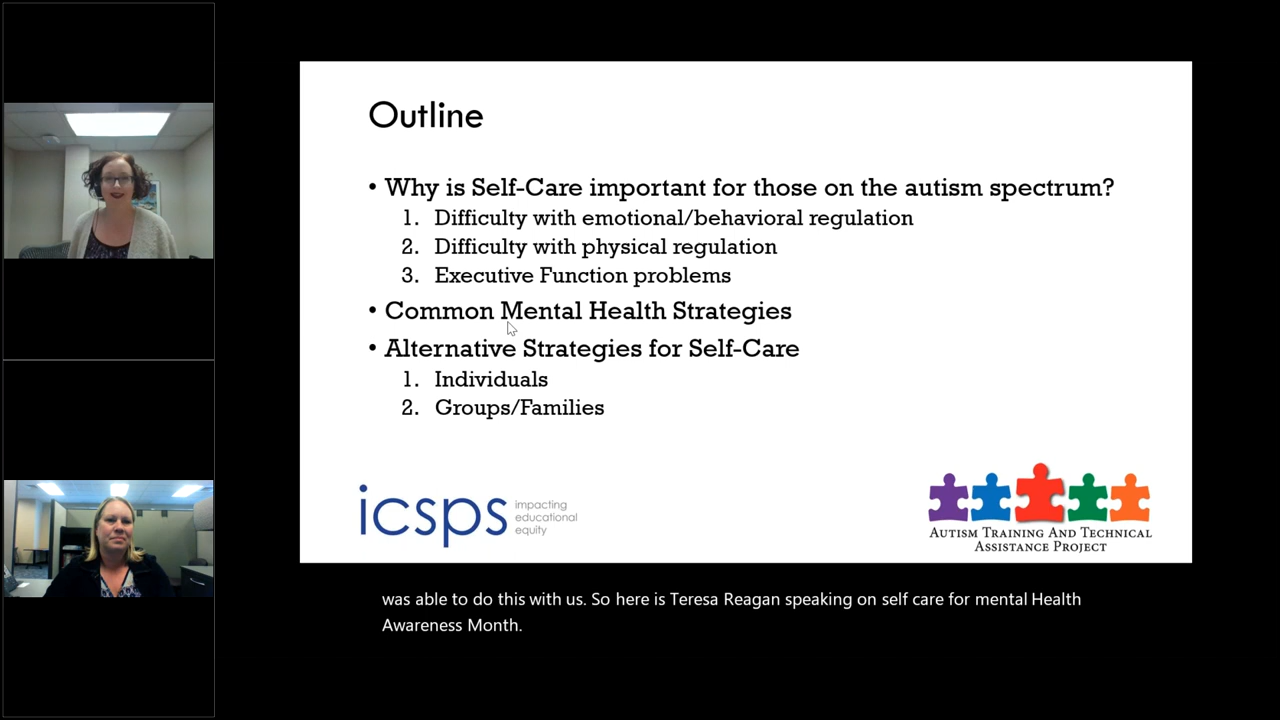 Outline
• Why is Self-Care important for those on the autism spectrum?
1. Difficulty with emotional/behavioral regulation
2. Difficulty with physical regulation
3. Executive Function problems
• Common Mental Health Strategies
• Alternative Strategies for Self-Care
1. Individuals
2. Groups/Families
icsps
impacting
educational
equity
AUTISM TRAINING AND TECHNICAL
ASSISTANCE PROJECT
was able to do this with us. So here is Teresa Reagan speaking on self care for mental Health
Awareness Month.